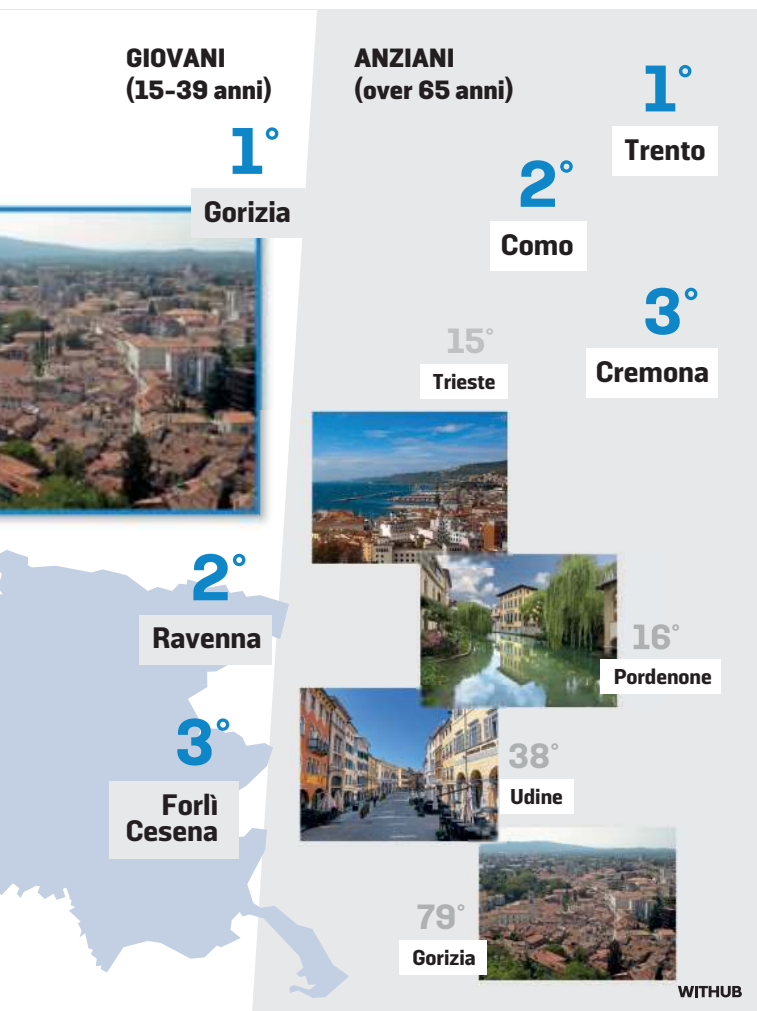 GIOVANI
(15-39 anni)
1°
Gorizia
2°
Ravenna
3°
Forlì
Cesena
ANZIANI
(over 65 anni)
1°
Trento
2°
Como
3°
Cremona
15°
Trieste
16°
Pordenone
38°
Udine
79°
Gorizia
WITHUB